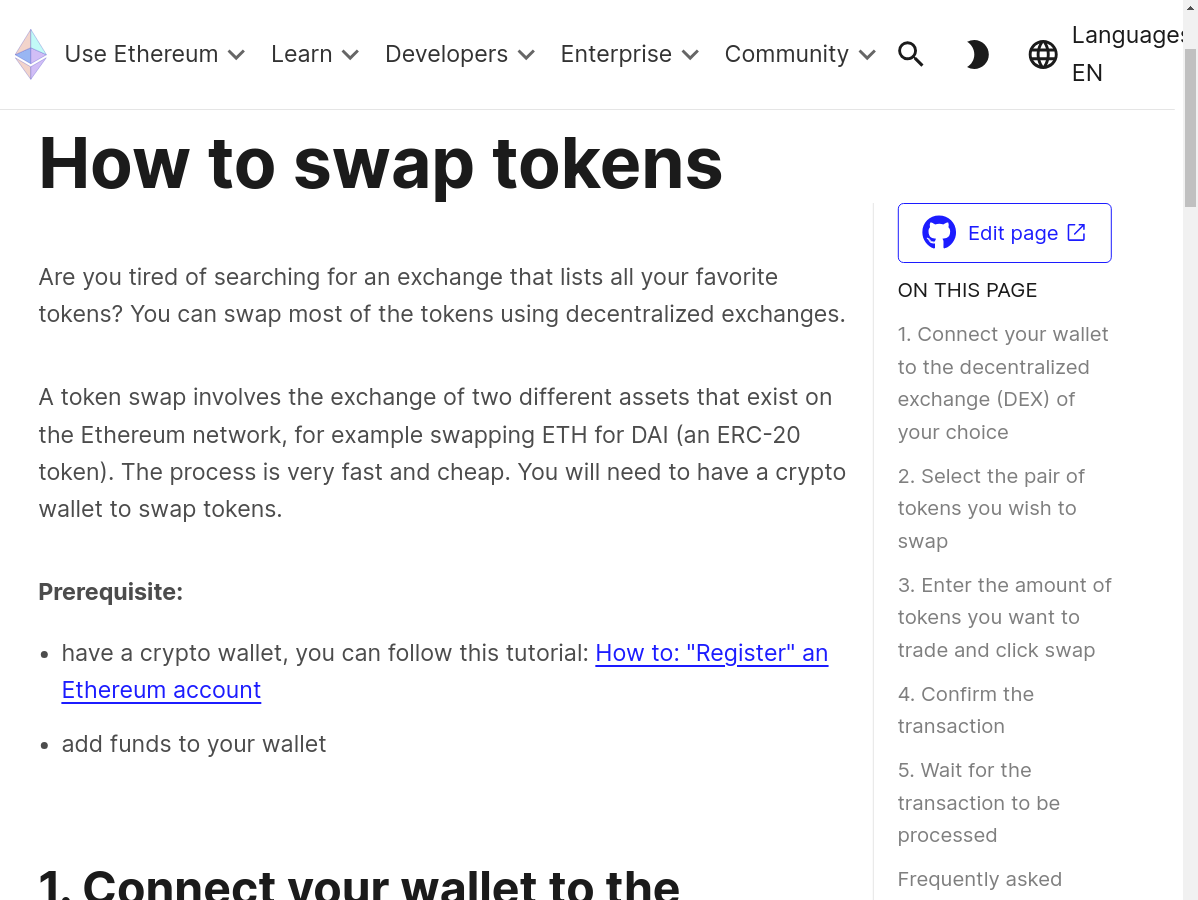 Use Ethereum
Learn
Developers
Enterprise
Community
Languages
EN
How to swap tokens
Are you tired of searching for an exchange that lists all your favorite
tokens? You can swap most of the tokens using decentralized exchanges.
A token swap involves the exchange of two different assets that exist on
the Ethereum network, for example swapping ETH for DAI (an ERC-20
token). The process is very fast and cheap. You will need to have a crypto
wallet to swap tokens.
Prerequisite:
• have a crypto wallet, you can follow this tutorial: How to: "Register" an
Ethereum account
• add funds to your wallet
1. Connect your wallet to the
Edit page
ON THIS PAGE
1. Connect your wallet
to the decentralized
exchange (DEX) of
your choice
2. Select the pair of
tokens you wish to
swap
3. Enter the amount of
tokens you want to
trade and click swap
4. Confirm the
transaction
5. Wait for the
transaction to be
processed
Frequently asked